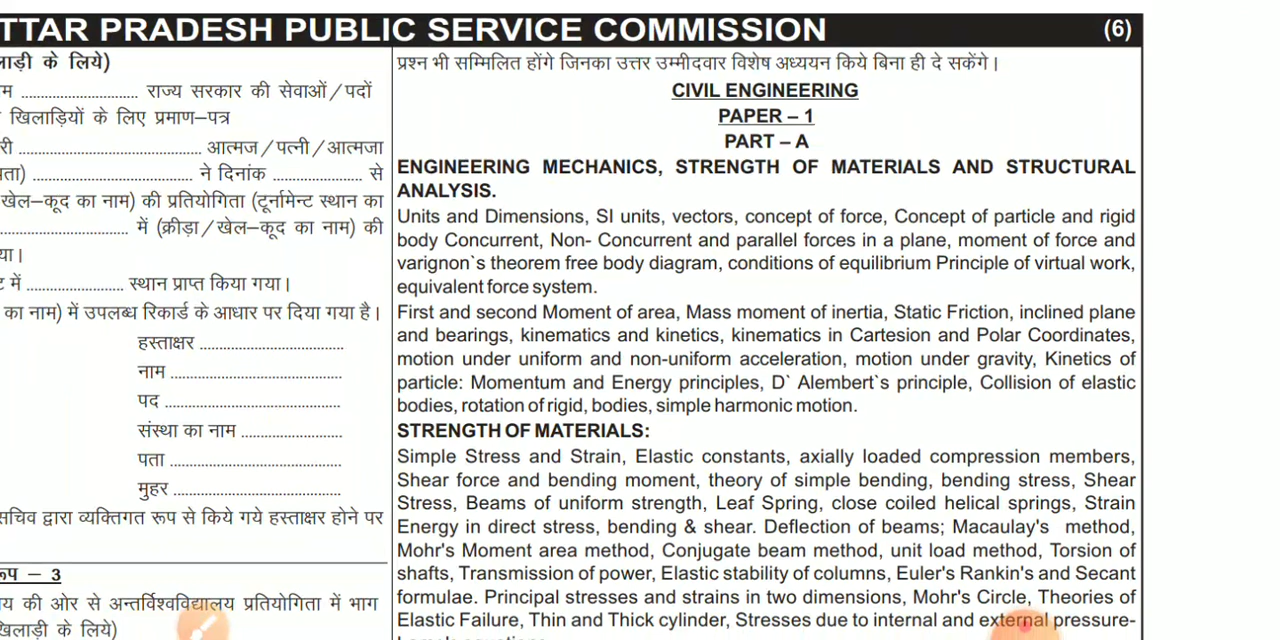 TTAR PRADESH PUBLIC SERVICE COMMISSION (6)
लाड़ी के लिये)
म ............................ राज्य सरकार की सेवाओं/पदों
खिलाड़ियों के लिए प्रमाण–पत्र
री ........................................... आत्मज/पत्नी/आत्मजा
ाता) ..................................... ने दिनांक ..................... से
खेल–कूद का नाम) की प्रतियोगिता (टूर्नामेन्ट स्थान का
.............................. में (क्रीड़ा/खेल–कूद का नाम) की
या।
ट में ....................... स्थान प्राप्त किया गया।
का नाम) में उपलब्ध रिकार्ड के आधार पर दिया गया है।
हस्ताक्षर ..................................
नाम .........................................
पद ..........................................
संस्था का नाम ........................
पता .........................................
मुहर ........................................
सचिव द्वारा व्यक्तिगत रूप से किये गये हस्ताक्षर होने पर
रूप – 3
य की ओर से अन्तर्विश्वविद्यालय प्रतियोगिता में भाग
खिलाड़ी के लिये)
प्रश्न भी सम्मिलित होंगे जिनका उत्तर उम्मीदवार विशेष अध्ययन किये बिना ही दे सकेंगे।
CIVIL ENGINEERING
PAPER – 1
PART – A
ENGINEERING MECHANICS, STRENGTH OF MATERIALS AND STRUCTURAL
ANALYSIS.
Units and Dimensions, SI units, vectors, concept of force, Concept of particle and rigid
body Concurrent, Non- Concurrent and parallel forces in a plane, moment of force and
varignon`s theorem free body diagram, conditions of equilibrium Principle of virtual work,
equivalent force system.
First and second Moment of area, Mass moment of inertia, Static Friction, inclined plane
and bearings, kinematics and kinetics, kinematics in Cartesion and Polar Coordinates,
motion under uniform and non-uniform acceleration, motion under gravity, Kinetics of
particle: Momentum and Energy principles, D` Alembert`s principle, Collision of elastic
bodies, rotation of rigid, bodies, simple harmonic motion.
STRENGTH OF MATERIALS:
Simple Stress and Strain, Elastic constants, axially loaded compression members,
Shear force and bending moment, theory of simple bending, bending stress, Shear
Stress, Beams of uniform strength, Leaf Spring, close coiled helical springs, Strain
Energy in direct stress, bending & shear. Deflection of beams; Macaulay's method,
Mohr's Moment area method, Conjugate beam method, unit load method, Torsion of
shafts, Transmission of power, Elastic stability of columns, Euler's Rankin's and Secant
formulae. Principal stresses and strains in two dimensions, Mohr's Circle, Theories of
Elastic Failure, Thin and Thick cylinder, Stresses due to internal and external pressure-